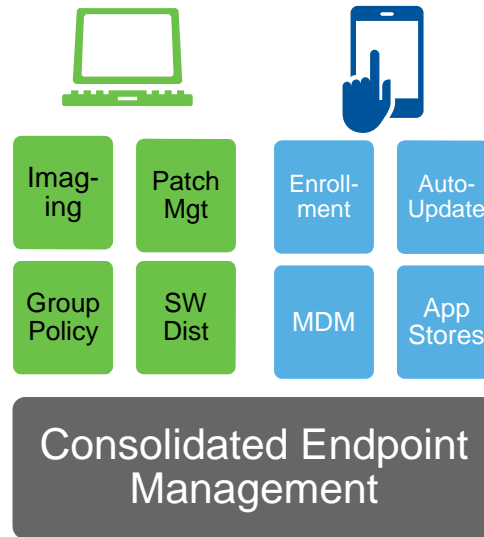 Imag-
ing
Patch
Mgt
Enroll-
ment
Auto-
Update
Group
Policy
SW
Dist
MDM
App
Stores
Consolidated Endpoint
Management